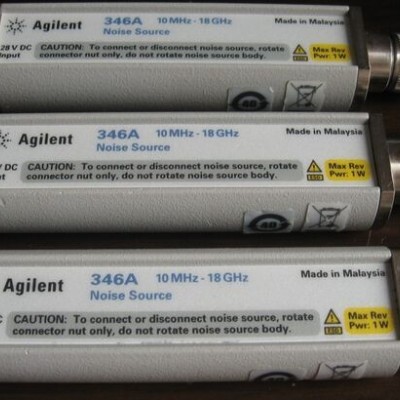 Agilent 346A 10 MHz - 18 GHz Made in Malaysia
Noise Source
28 V DC CAUTION: To connect or disconnect noise source, rotate Max Rev
Input connector nut only, do not rotate noise source body. Pwr: 1 W
40
Agilent 346A 10 MHz - 18 GHz Made in Malaysia
Noise Source
V DC CAUTION: To connect or disconnect noise source, rotate Max Rev
connector nut only, do not rotate noise source body. Pwr: 1 W
40
Agilent 346A 10 MHz - 18 GHz Made in Malaysia
Noise Source
C CAUTION: To connect or disconnect noise source, rotate Max Rev
connector nut only, do not rotate noise source body. Pwr: 1 W